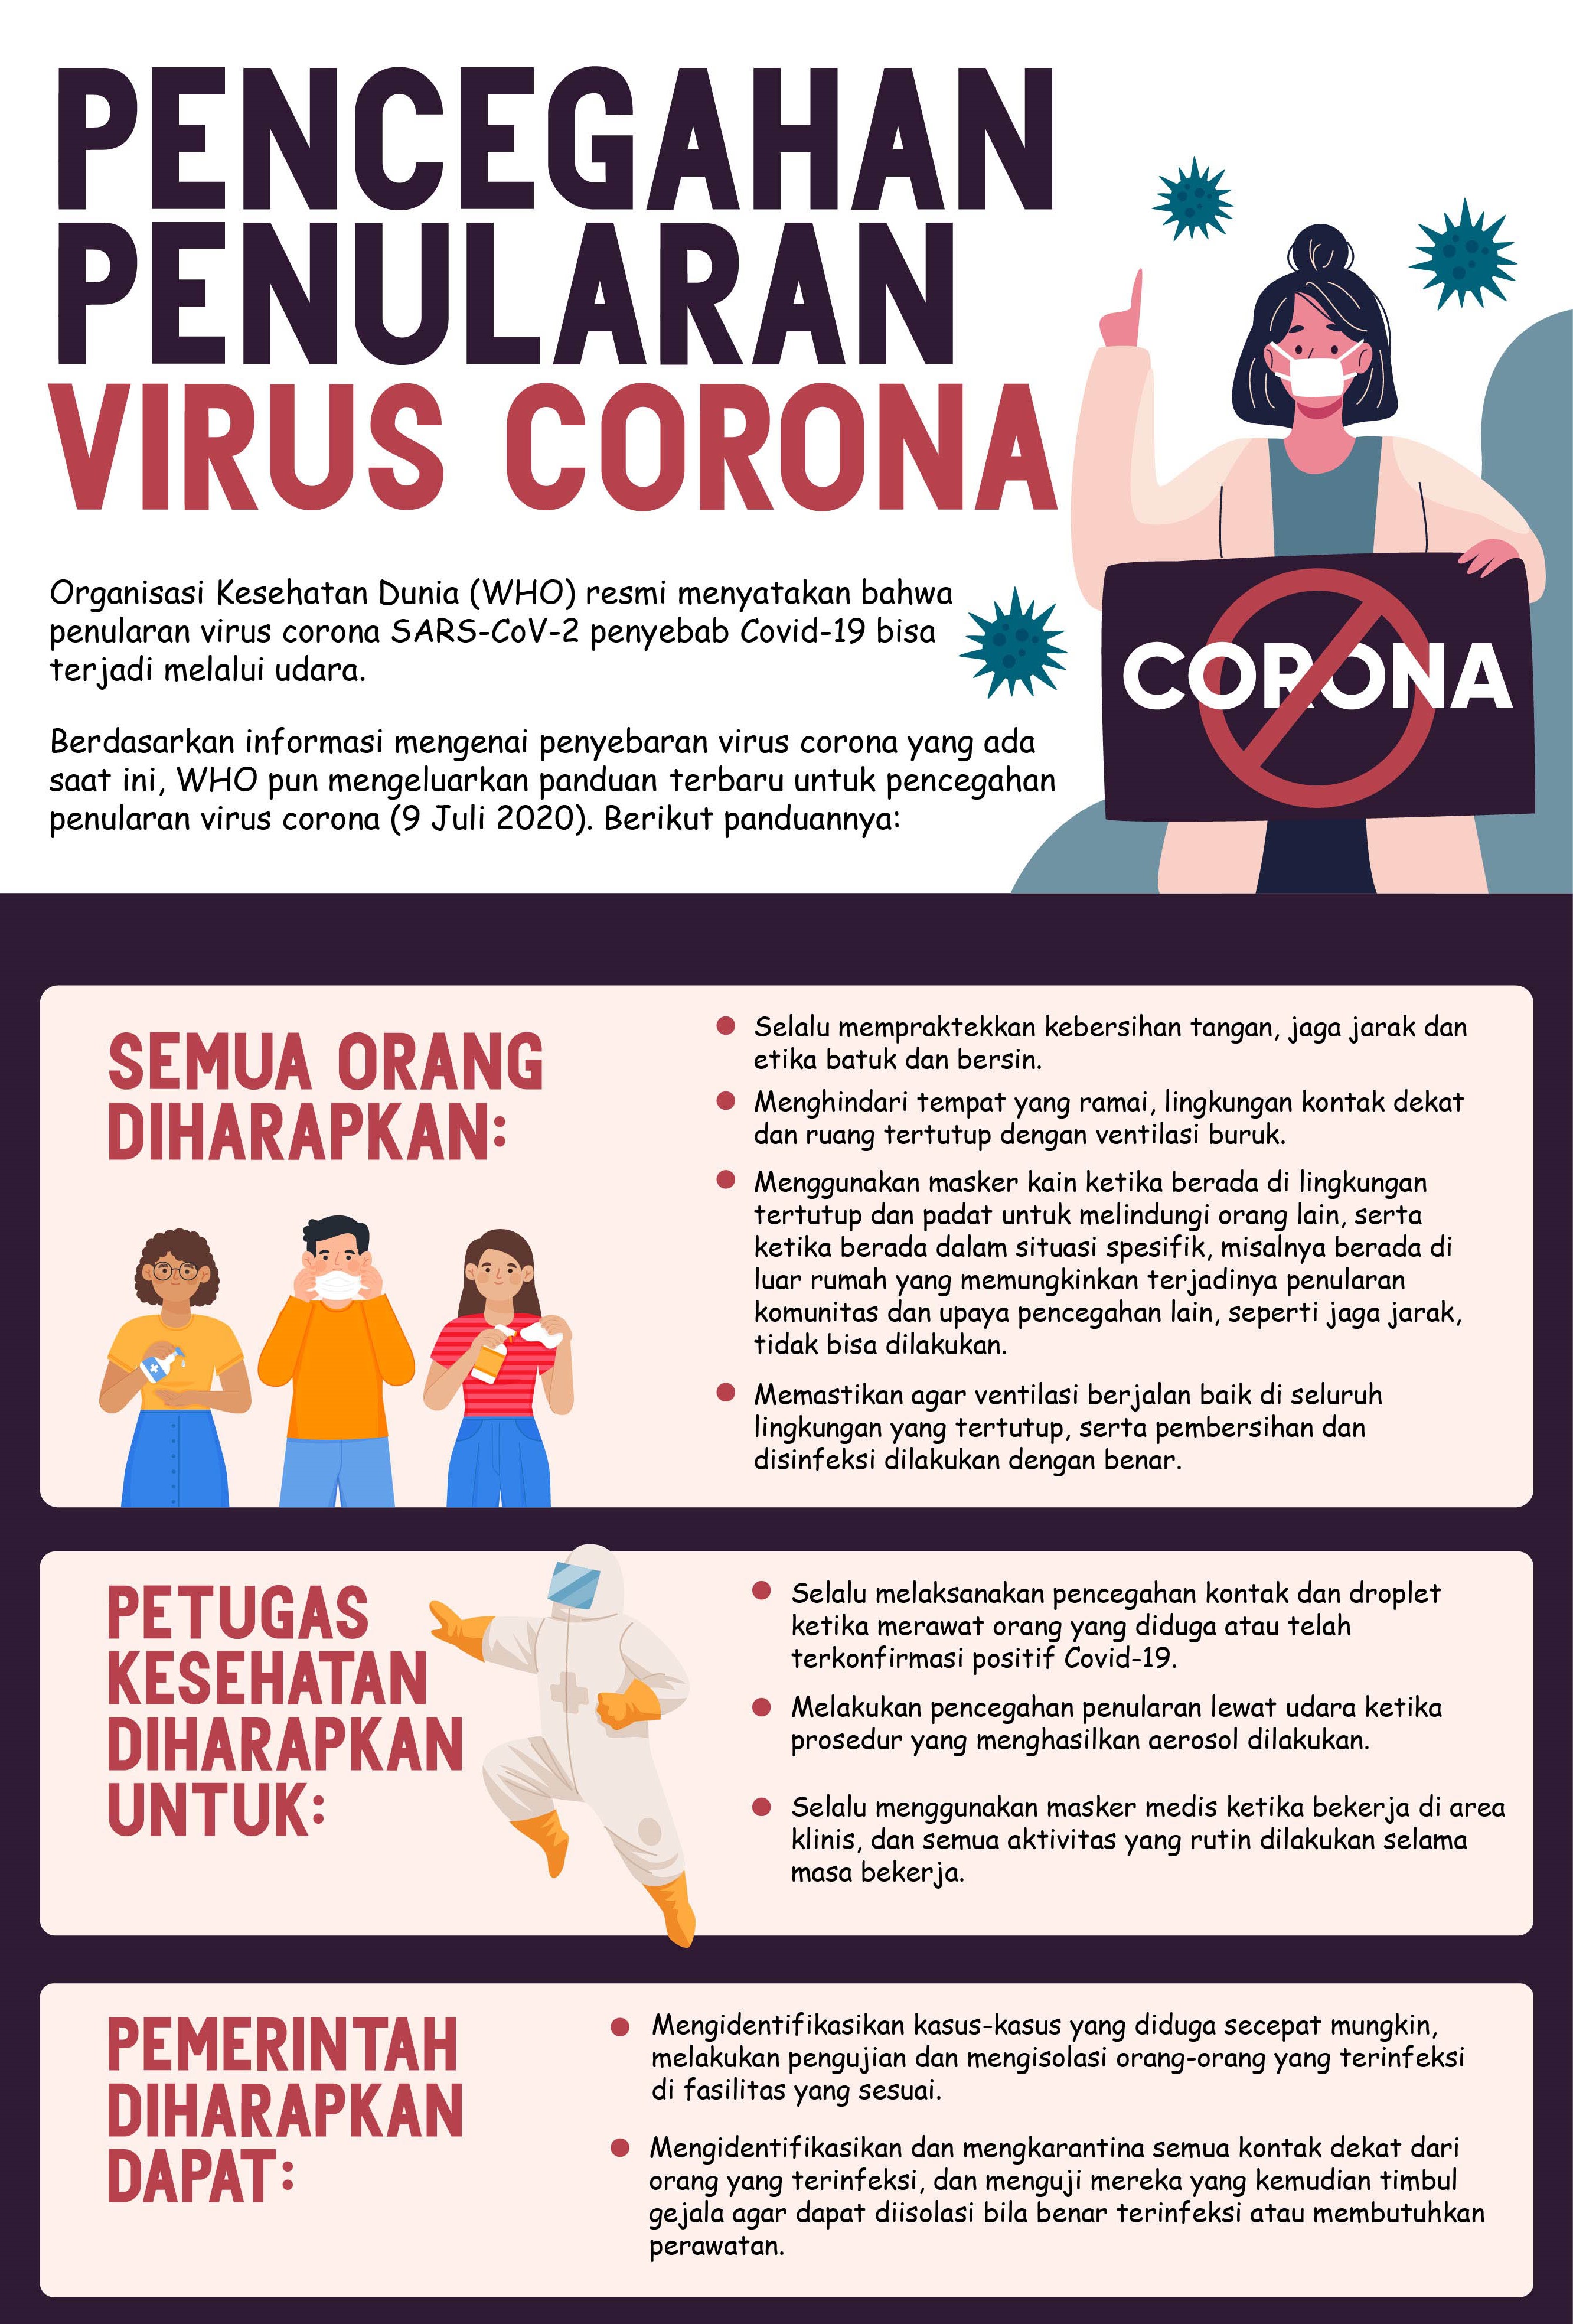 PENCEGAHAN
PENULARAN
VIRUS CORONA
Organisasi Kesehatan Dunia (WHO) resmi menyatakan bahwa
penularan virus corona SARS-CoV-2 penyebab Covid-19 bisa
terjadi melalui udara.
Berdasarkan informasi mengenai penyebaran virus corona yang ada
saat ini, WHO pun mengeluarkan panduan terbaru untuk pencegahan
penularan virus corona (9 Juli 2020). Berikut panduannya:
CORONA
SEMUA ORANG
DIHARAPKAN:
Selalu mempraktekkan kebersihan tangan, jaga jarak dan
etika batuk dan bersin.
Menghindari tempat yang ramai, lingkungan kontak dekat
dan ruang tertutup dengan ventilasi buruk.
Menggunakan masker kain ketika berada di lingkungan
tertutup dan padat untuk melindungi orang lain, serta
ketika berada dalam situasi spesifik, misalnya berada di
luar rumah yang memungkinkan terjadinya penularan
komunitas dan upaya pencegahan lain, seperti jaga jarak,
tidak bisa dilakukan.
Memastikan agar ventilasi berjalan baik di seluruh
lingkungan yang tertutup, serta pembersihan dan
disinfeksi dilakukan dengan benar.
PETUGAS
KESEHATAN
DIHARAPKAN
UNTUK:
Selalu melaksanakan pencegahan kontak dan droplet
ketika merawat orang yang diduga atau telah
terkonfirmasi positif Covid-19.
Melakukan pencegahan penularan lewat udara ketika
prosedur yang menghasilkan aerosol dilakukan.
Selalu menggunakan masker medis ketika bekerja di area
klinis, dan semua aktivitas yang rutin dilakukan selama
masa bekerja.
PEMERINTAH
DIHARAPKAN
DAPAT:
Mengidentifikasikan kasus-kasus yang diduga secepat mungkin,
melakukan pengujian dan mengisolasi orang-orang yang terinfeksi
di fasilitas yang sesuai.
Mengidentifikasikan dan mengkarantina semua kontak dekat dari
orang yang terinfeksi, dan menguji mereka yang kemudian timbul
gejala agar dapat diisolasi bila benar terinfeksi atau membutuhkan
perawatan.